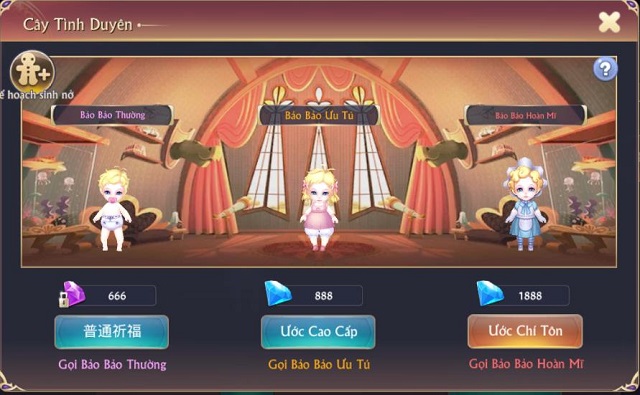 Cây Tình Duyên
ế hoạch sinh nở
?
Bảo Bảo Thường
Bảo Bảo Ưu Tú
Bảo Bảo Hoàn Mĩ
666
888
1888
普通祈福
Ước Cao Cấp
Ước Chí Tôn
Gọi Bảo Bảo Thường
Gọi Bảo Bảo Ưu Tú
Gọi Bảo Bảo Hoàn Mĩ